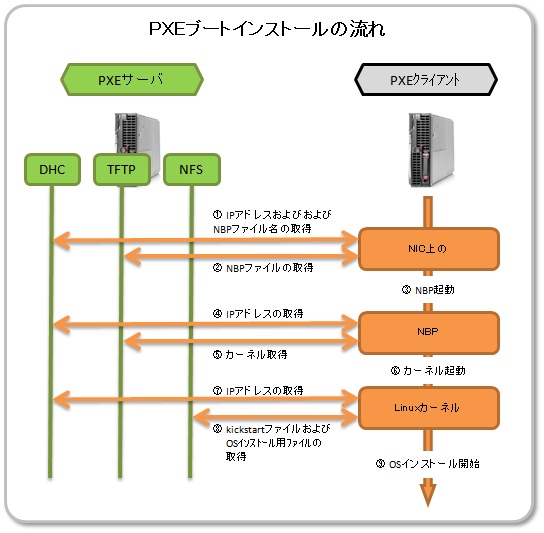 PXEブートインストールの流れ
PXEサーバ
PXEクライアント
DHC
TFTP
NFS
① IPアドレスおよびおよび
NBPファイル名の取得
NIC上の
② NBPファイルの取得
③ NBP起動
④ IPアドレスの取得
NBP
⑤ カーネル取得
⑥ カーネル起動
⑦ IPアドレスの取得
Linuxカーネル
⑧ kickstartファイルおよび
OSインストール用ファイルの
取得
⑨ OSインストール開始